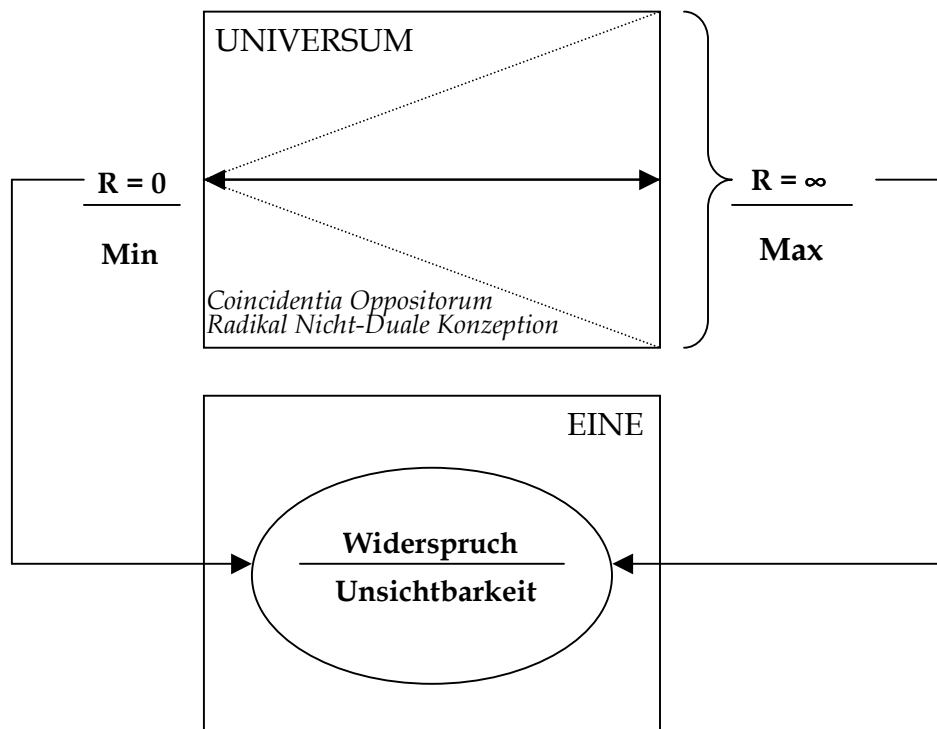 UNIVERSUM
R = 0
Min
R = ∞
Max
Coincidentia Oppositorum
Radikal Nicht-Duale Konzeption
EINE
Widerspruch
Unsichtbarkeit